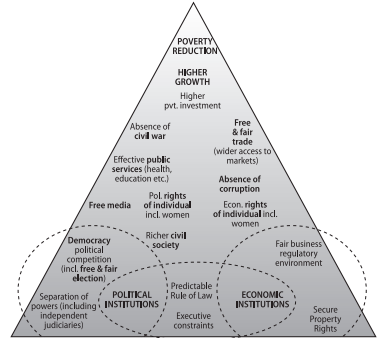 POVERTY
REDUCTION
HIGHER
GROWTH
Higher
pvt. investment
Absence of
civil war
Free
& fair
trade
(wider access to
markets)
Effective public
services (health,
education etc.)
Absence of
corruption
Free media
Pol. rights
of individual
incl. women
Econ. rights
of individual incl.
women
Richer civil
society
Democracy
political
competition
(incl. free & fair
election)
Fair business
regulatory
environment
Separation of
powers (including
independent
judiciaries)
POLITICAL
INSTITUTIONS
Predictable
Rule of Law
Executive
constraints
ECONOMIC
INSTITUTIONS
Secure
Property
Rights